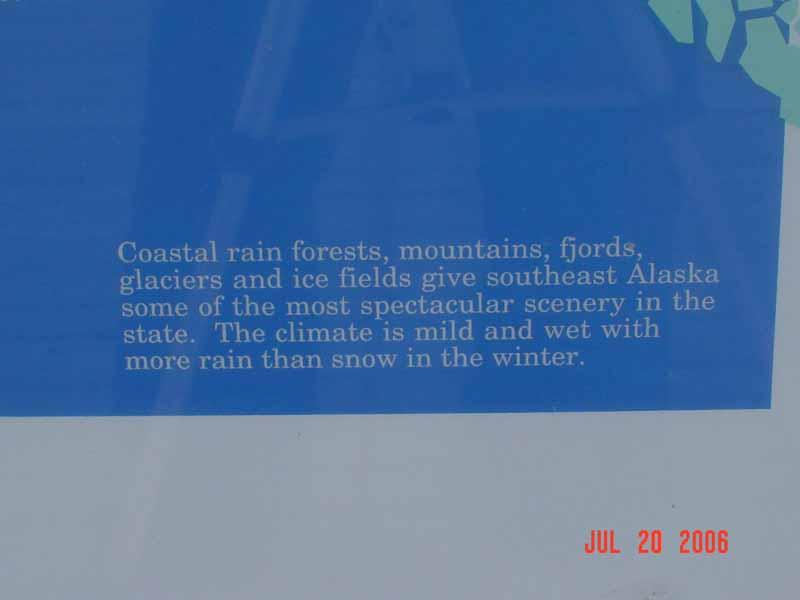 Coastal rain forests, mountains, fjords,
glaciers and ice fields give southeast Alaska
some of the most spectacular scenery in the
state. The climate is mild and wet with
more rain than snow in the winter.
JUL 20 2006